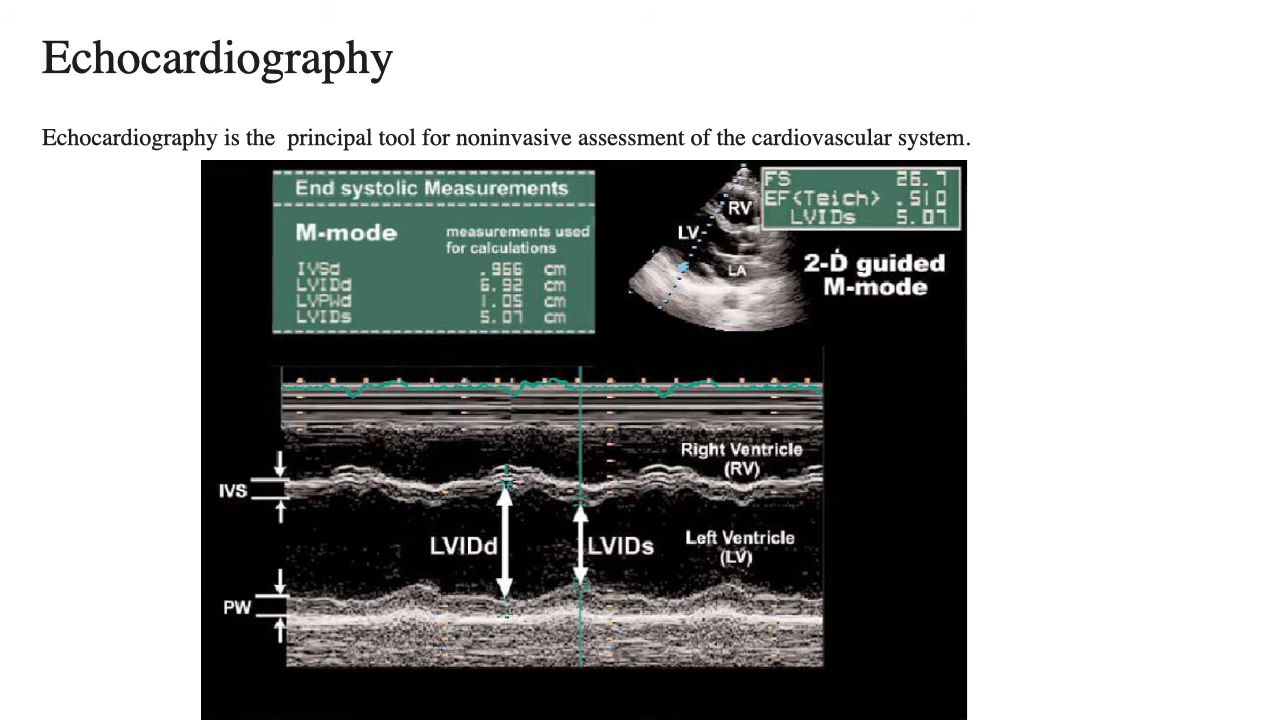 Echocardiography
Echocardiography is the  principal tool for noninvasive assessment of the cardiovascular system.
End systolic Measurements
M-mode
measurements used
for calculations
IVSd .966 cm
LVIDd 6.92 cm
LVPWd 1.05 cm
LVIDs 5.07 cm
RV
LV
LA
FS 26.7
EF<Teich> .510
LVIDs 5.07
2-D guided
M-mode
Right Ventricle
(RV)
IVS
LVIDd
LVIDs
Left Ventricle
(LV)
PW